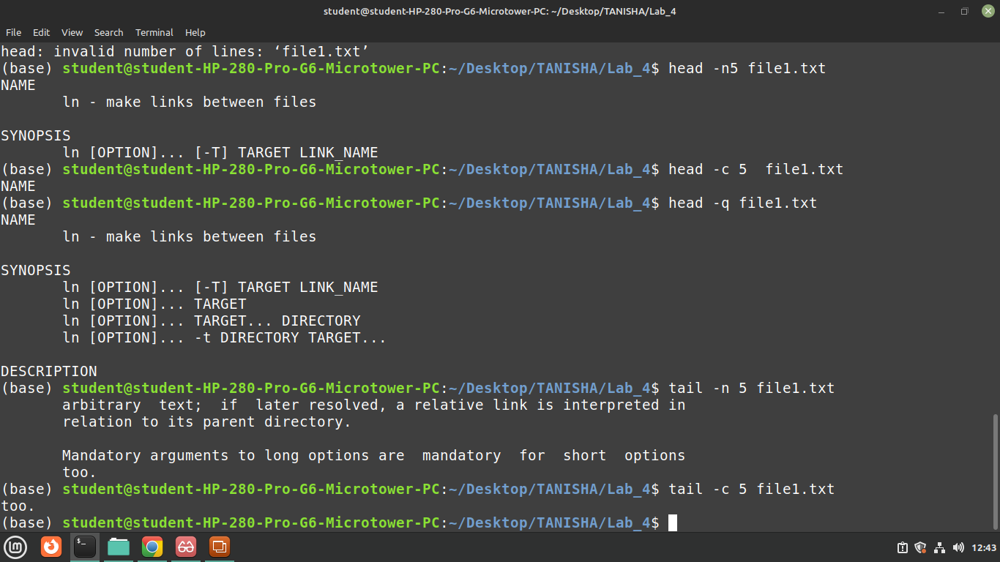 student@student-HP-280-Pro-G6-Microtower-PC: ~/Desktop/TANISHA/Lab_4
File Edit View Search Terminal Help
head: invalid number of lines: ‘file1.txt’
(base) student@student-HP-280-Pro-G6-Microtower-PC:~/Desktop/TANISHA/Lab_4$ head -n5 file1.txt
NAME
       ln - make links between files

SYNOPSIS
       ln [OPTION]... [-T] TARGET LINK_NAME
(base) student@student-HP-280-Pro-G6-Microtower-PC:~/Desktop/TANISHA/Lab_4$ head -c 5  file1.txt
NAME
(base) student@student-HP-280-Pro-G6-Microtower-PC:~/Desktop/TANISHA/Lab_4$ head -q file1.txt
NAME
       ln - make links between files

SYNOPSIS
       ln [OPTION]... [-T] TARGET LINK_NAME
       ln [OPTION]... TARGET
       ln [OPTION]... TARGET... DIRECTORY
       ln [OPTION]... -t DIRECTORY TARGET...

DESCRIPTION
(base) student@student-HP-280-Pro-G6-Microtower-PC:~/Desktop/TANISHA/Lab_4$ tail -n 5 file1.txt
       arbitrary  text;  if  later resolved, a relative link is interpreted in
       relation to its parent directory.

       Mandatory arguments to long options are  mandatory  for  short  options
       too.
(base) student@student-HP-280-Pro-G6-Microtower-PC:~/Desktop/TANISHA/Lab_4$ tail -c 5 file1.txt
too.
(base) student@student-HP-280-Pro-G6-Microtower-PC:~/Desktop/TANISHA/Lab_4$
12:43